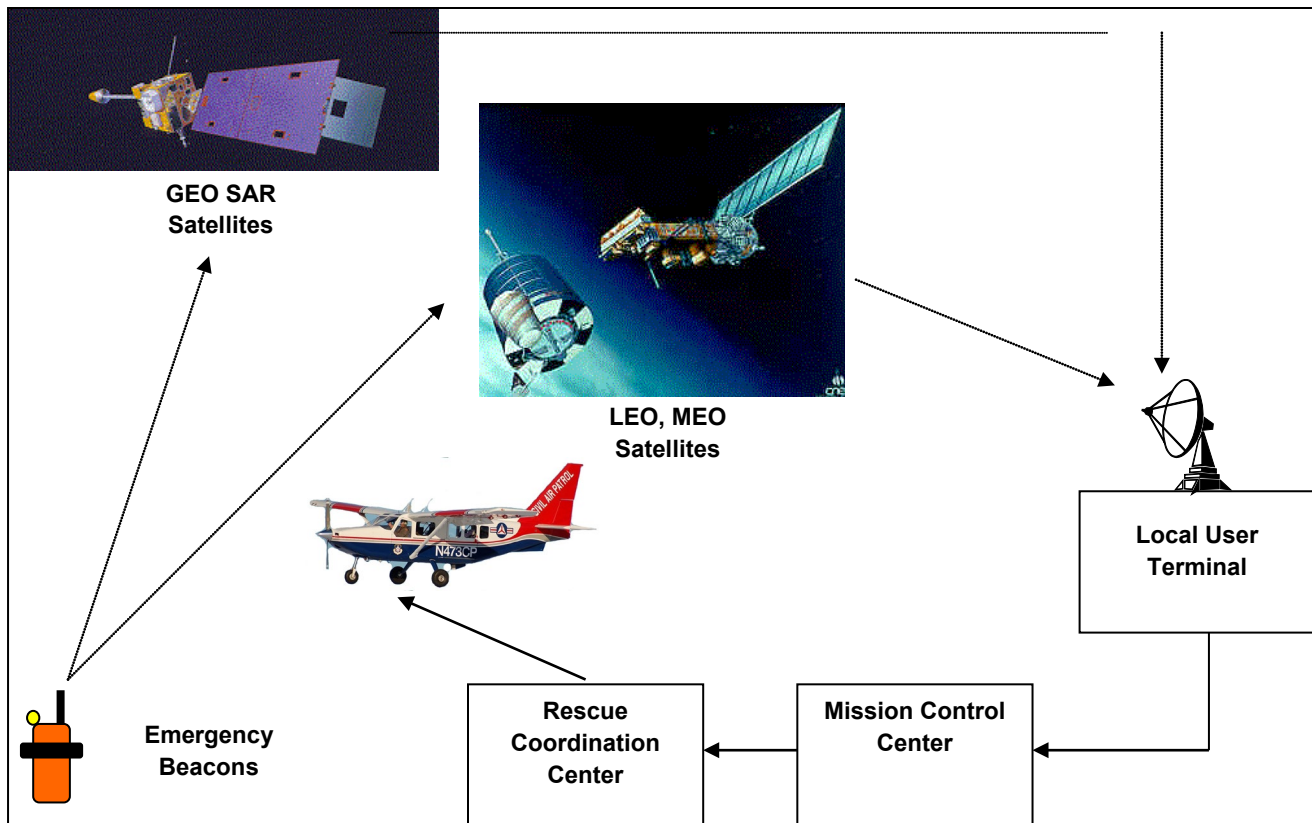 GEO SAR
Satellites
LEO, MEO
Satellites
CIVIL AIR PATROL
N473CP
Local User
Terminal
Emergency
Beacons
Rescue
Coordination
Center
Mission Control
Center